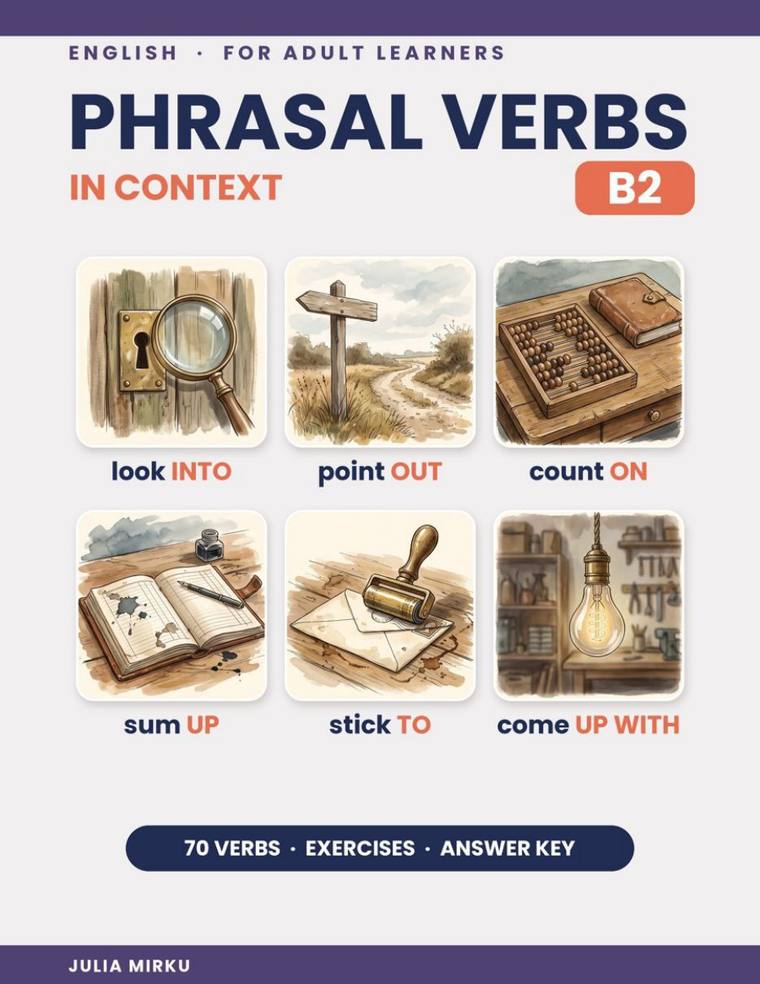 ENGLISH · FOR ADULT LEARNERS
PHRASAL VERBS
IN CONTEXT
B2
look INTO
point OUT
count ON
sum UP
stick TO
come UP WITH
70 VERBS · EXERCISES · ANSWER KEY
JULIA MIRKU